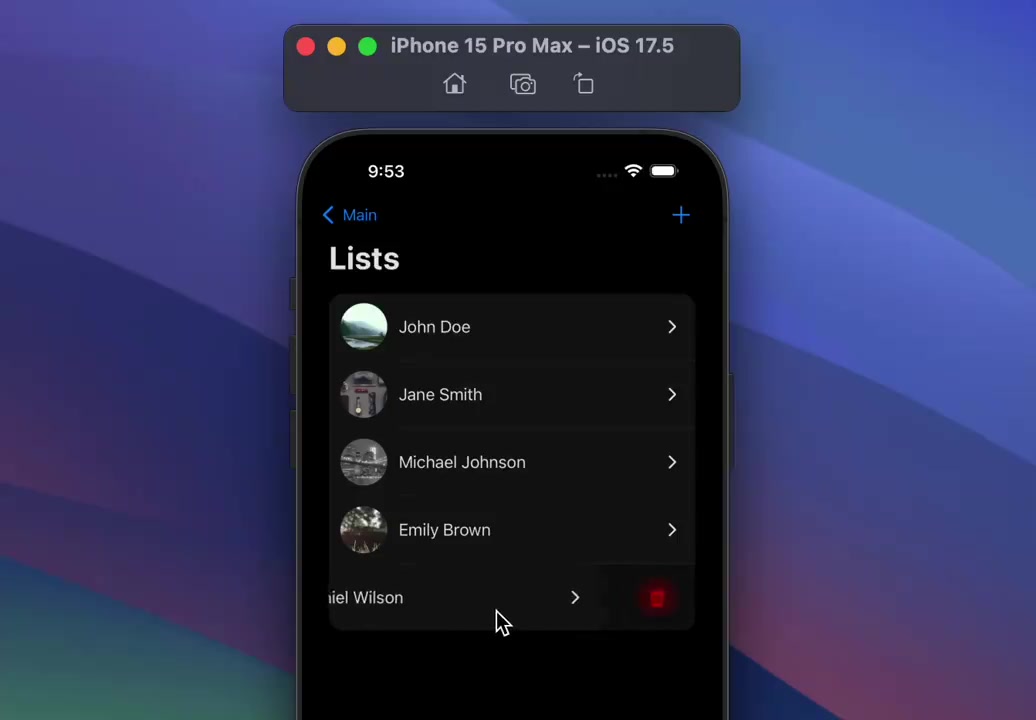 iPhone 15 Pro Max – iOS 17.5
9:53
Main
Lists
John Doe
Jane Smith
Michael Johnson
Emily Brown
niel Wilson